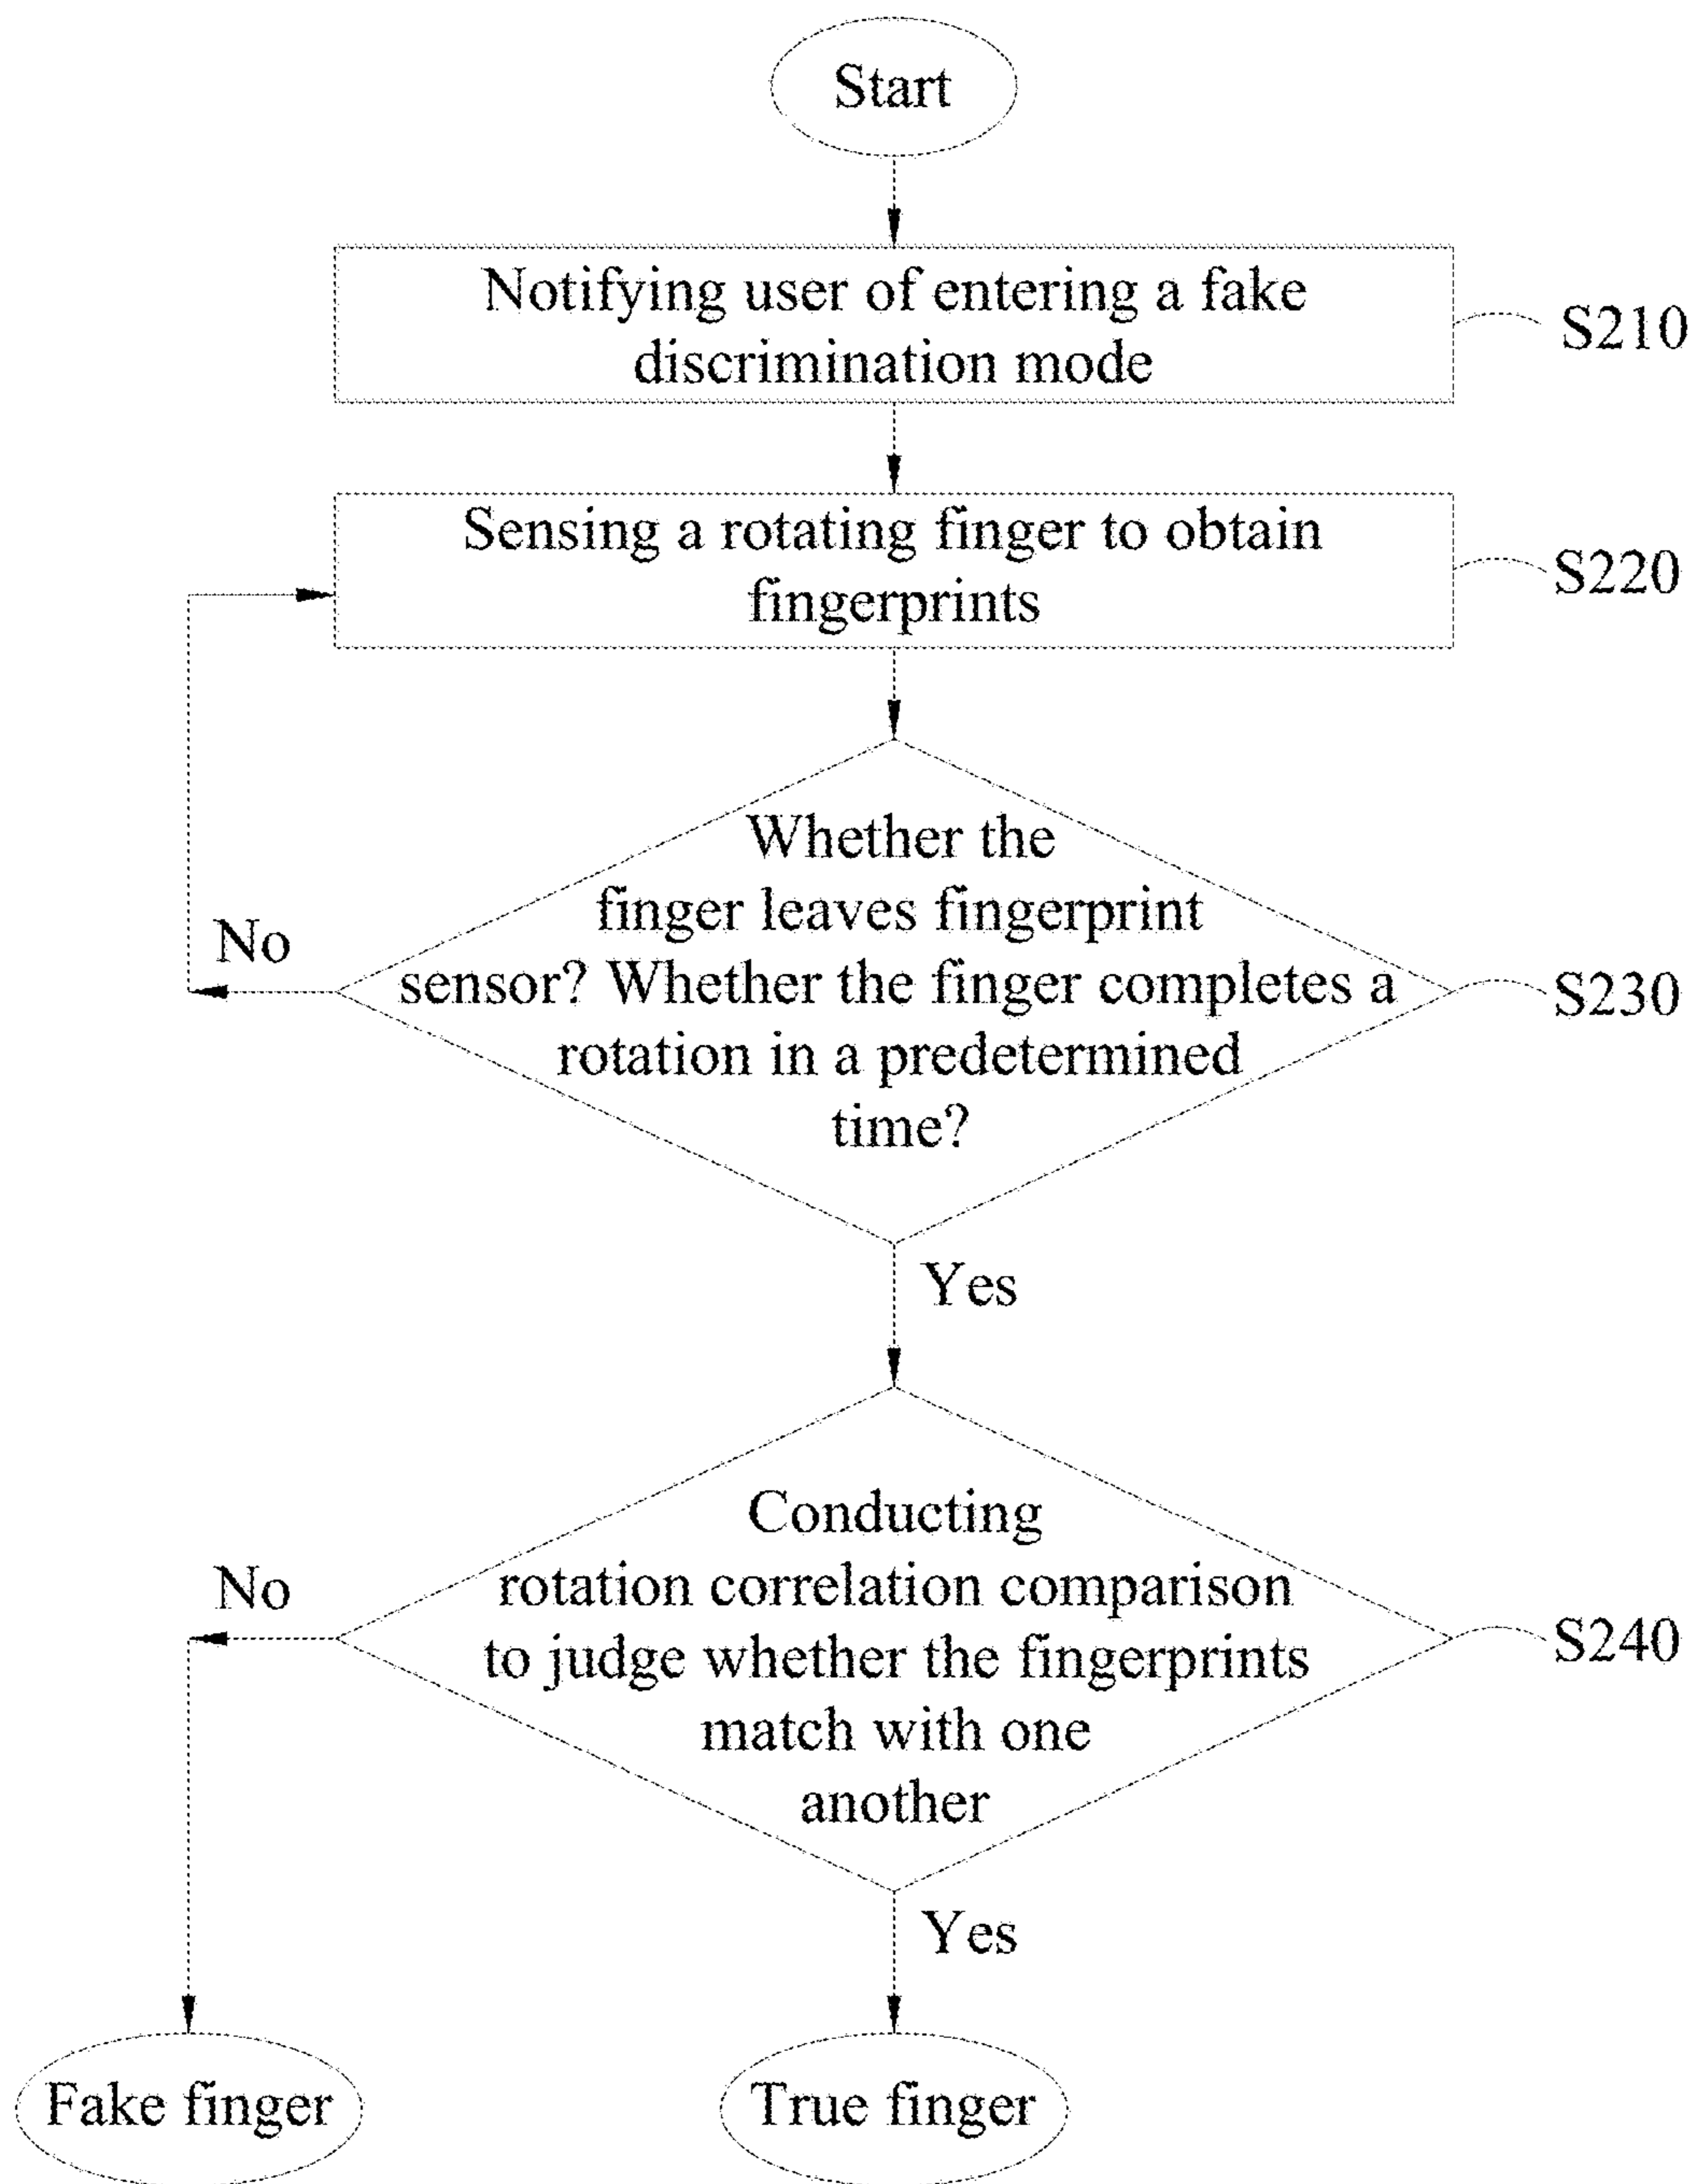 Start
Notifying user of entering a fake
discrimination mode
S210
Sensing a rotating finger to obtain
fingerprints
S220
Whether the
finger leaves fingerprint
sensor? Whether the finger completes a
rotation in a predetermined
time?
No
S230
Yes
Conducting
rotation correlation comparison
to judge whether the fingerprints
match with one
another
No
S240
Yes
Fake finger
True finger